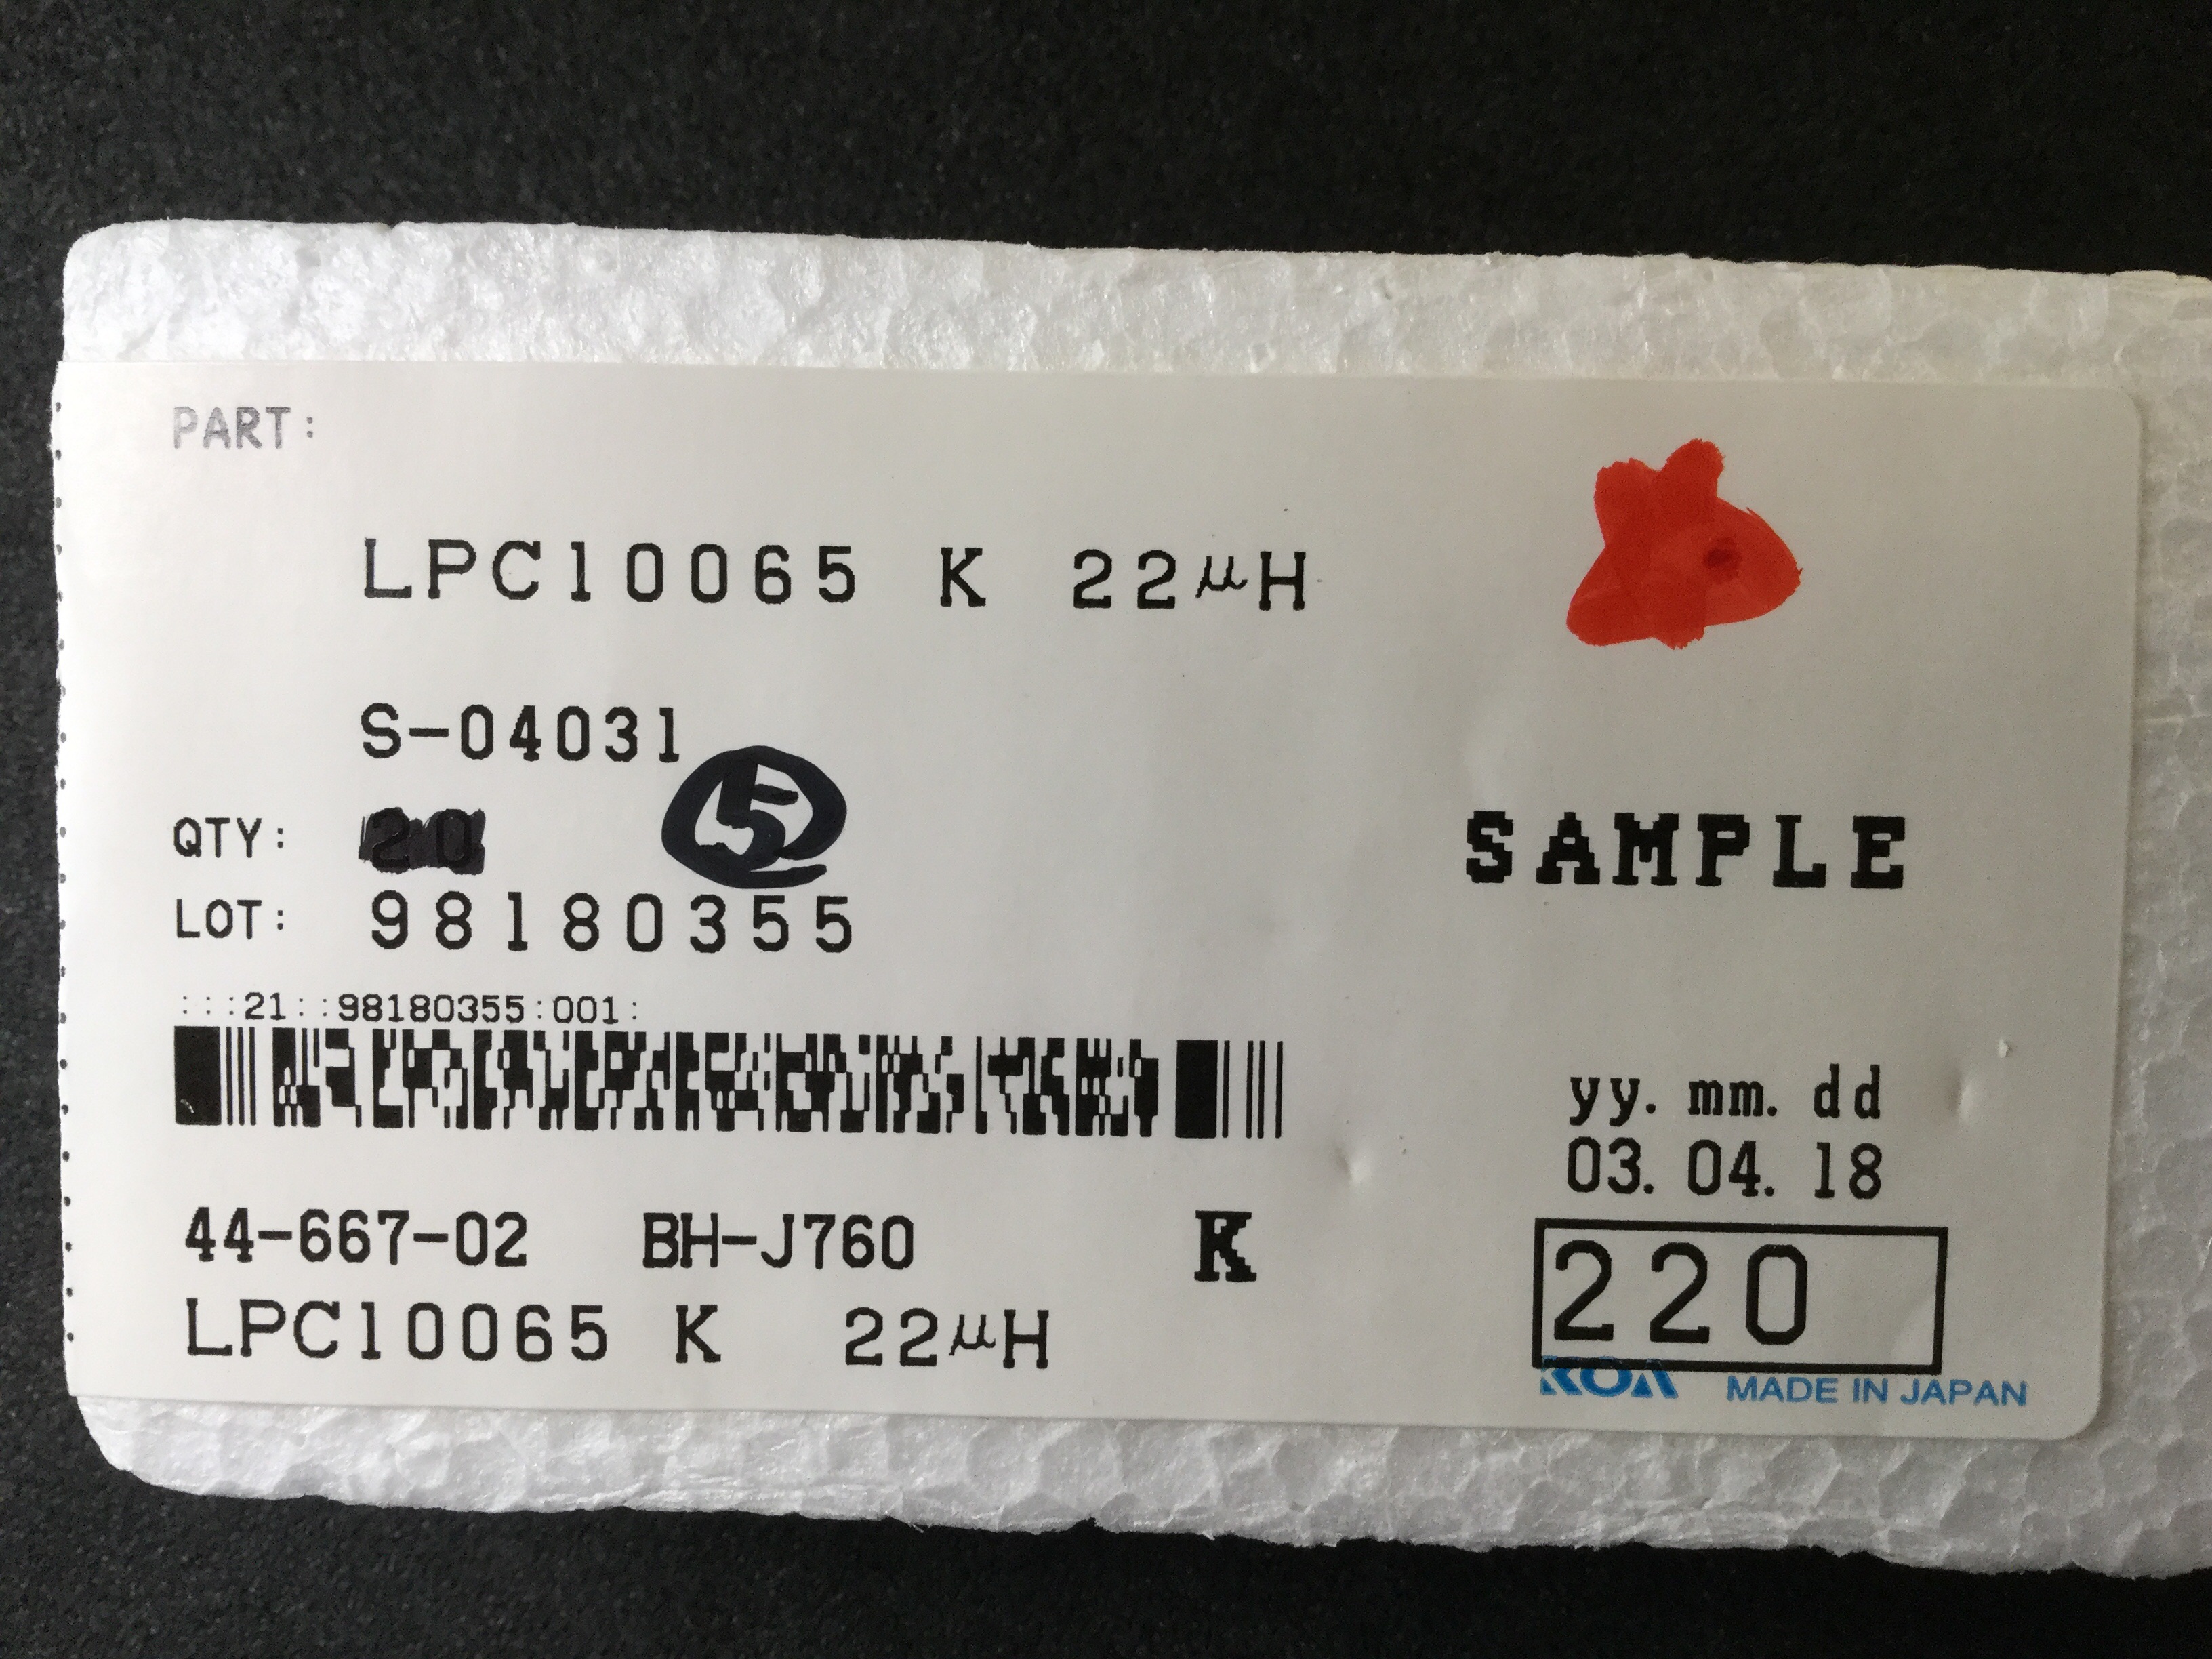 PART:
LPC10065 K 22μH
S-04031
QTY: 20 5
LOT: 98180355
SAMPLE
:::21::98180355:001:
yy. mm. dd
03. 04. 18
44-667-02 BH-J760 K
220
LPC10065 K 22μH
KOA MADE IN JAPAN